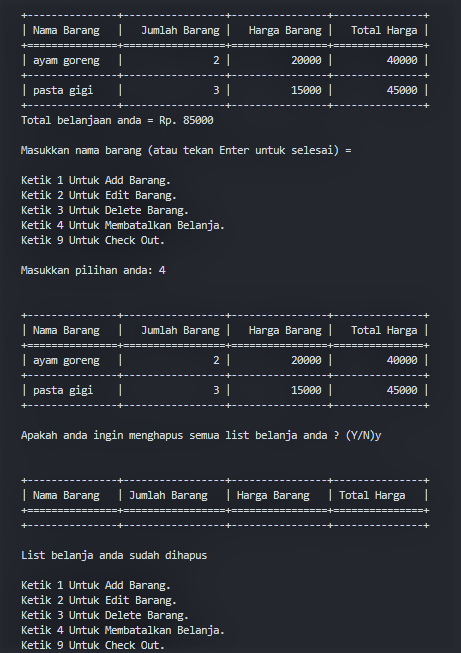 +---------------+-----------------+----------------+---------------+
| Nama Barang   |   Jumlah Barang |   Harga Barang |   Total Harga |
+===============+=================+================+===============+
| ayam goreng   |               2 |          20000 |         40000 |
+---------------+-----------------+----------------+---------------+
| pasta gigi    |               3 |          15000 |         45000 |
+---------------+-----------------+----------------+---------------+
Total belanjaan anda = Rp. 85000
Masukkan nama barang (atau tekan Enter untuk selesai) =
Ketik 1 Untuk Add Barang.
Ketik 2 Untuk Edit Barang.
Ketik 3 Untuk Delete Barang.
Ketik 4 Untuk Membatalkan Belanja.
Ketik 9 Untuk Check Out.
Masukkan pilihan anda: 4
+---------------+-----------------+----------------+---------------+
| Nama Barang   |   Jumlah Barang |   Harga Barang |   Total Harga |
+===============+=================+================+===============+
| ayam goreng   |               2 |          20000 |         40000 |
+---------------+-----------------+----------------+---------------+
| pasta gigi    |               3 |          15000 |         45000 |
+---------------+-----------------+----------------+---------------+
Apakah anda ingin menghapus semua list belanja anda ? (Y/N)y
+---------------+-----------------+----------------+---------------+
| Nama Barang   | Jumlah Barang   | Harga Barang   | Total Harga   |
+===============+=================+================+===============+
+---------------+-----------------+----------------+---------------+
List belanja anda sudah dihapus
Ketik 1 Untuk Add Barang.
Ketik 2 Untuk Edit Barang.
Ketik 3 Untuk Delete Barang.
Ketik 4 Untuk Membatalkan Belanja.
Ketik 9 Untuk Check Out.